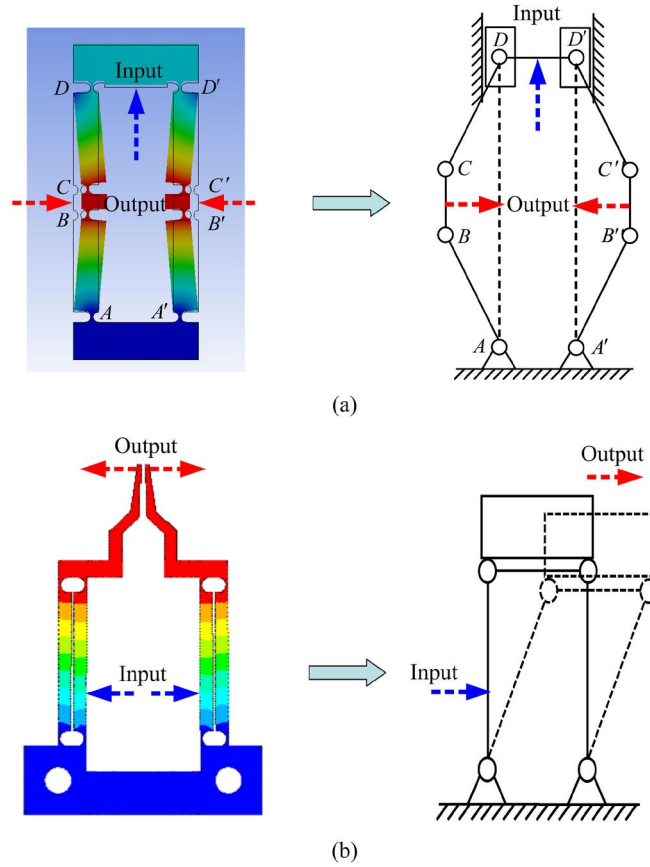 Input
D D′
C C′
Output
B B′
A A′
Input
D D′
C C′
Output
B B′
A A′
(a)
Output
Input
Output
Input
(b)